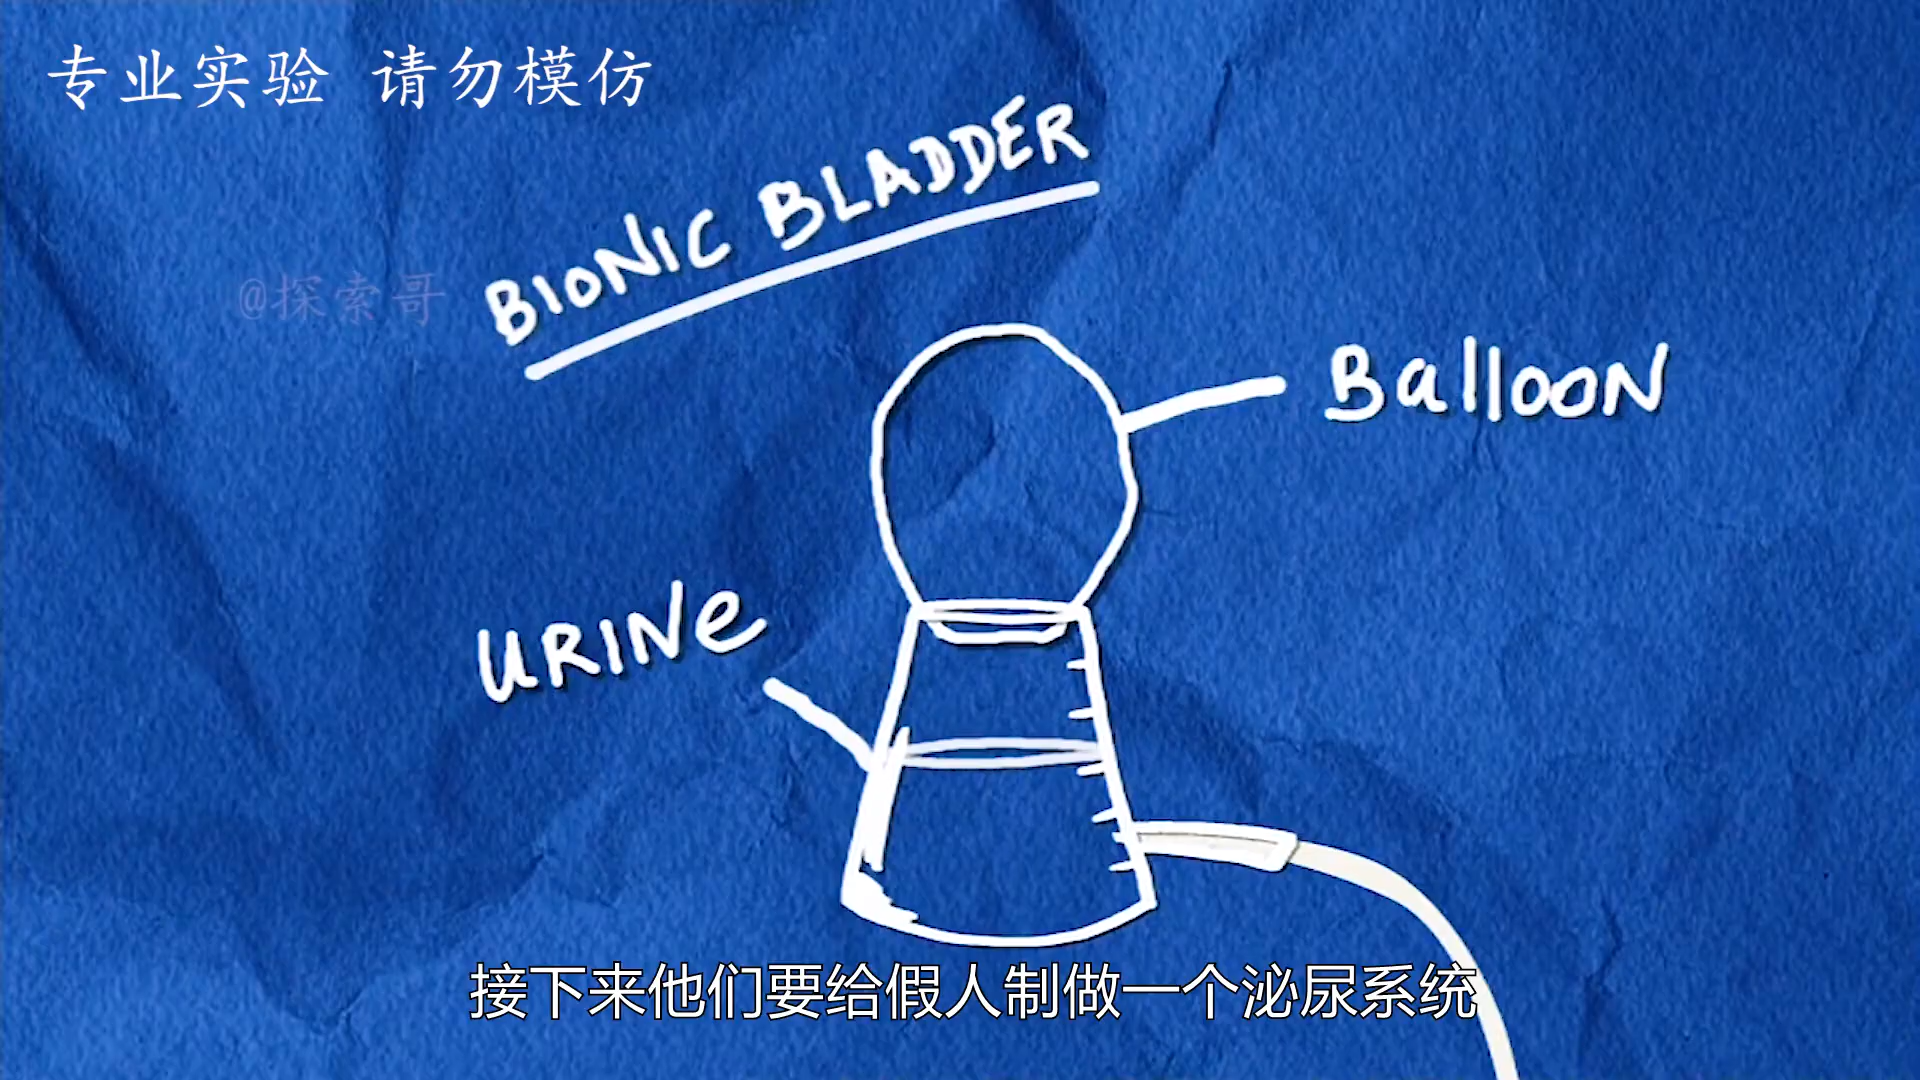 专业实验 请勿模仿
BIONIC BLADDER
@探索哥
Balloon
URINe
接下来他们要给假人制做一个泌尿系统